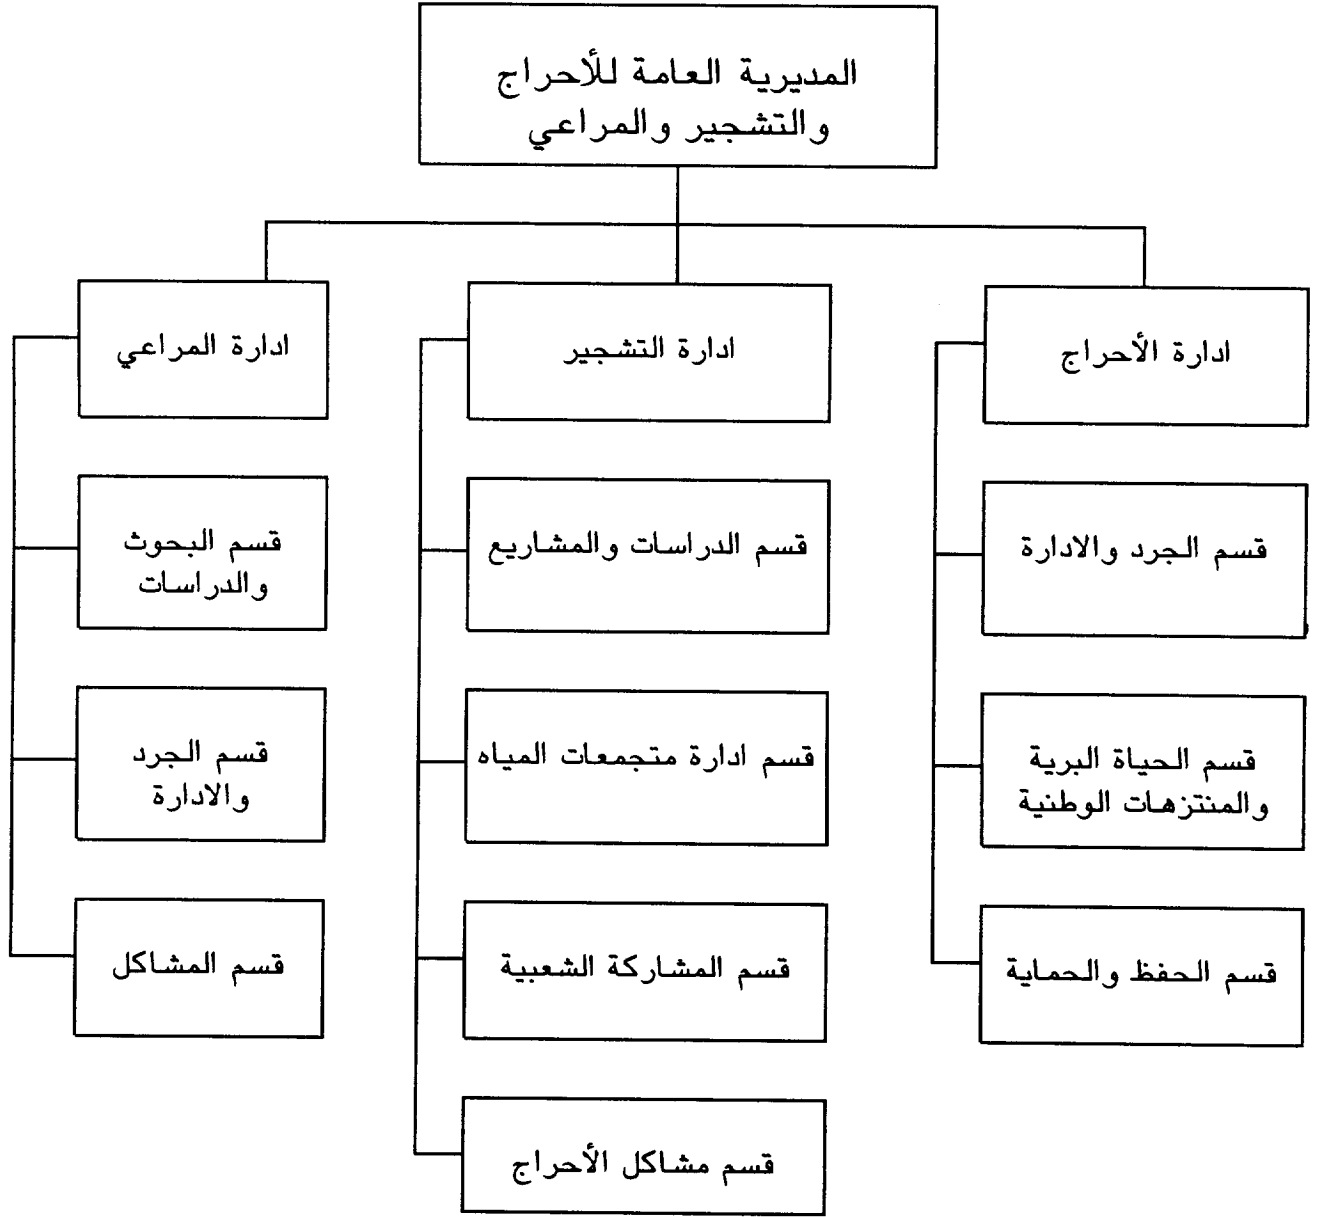 المديرية العامة للأحراج
والتشجير والمراعي
ادارة الأحراج
قسم الجرد والادارة
قسم الحياة البرية
والمنتزهات الوطنية
قسم الحفظ والحماية
ادارة التشجير
قسم الدراسات والمشاريع
قسم ادارة متجمعات المياه
قسم المشاركة الشعبية
قسم مشاكل الأحراج
ادارة المراعي
قسم البحوث
والدراسات
قسم الجرد
والادارة
قسم المشاكل